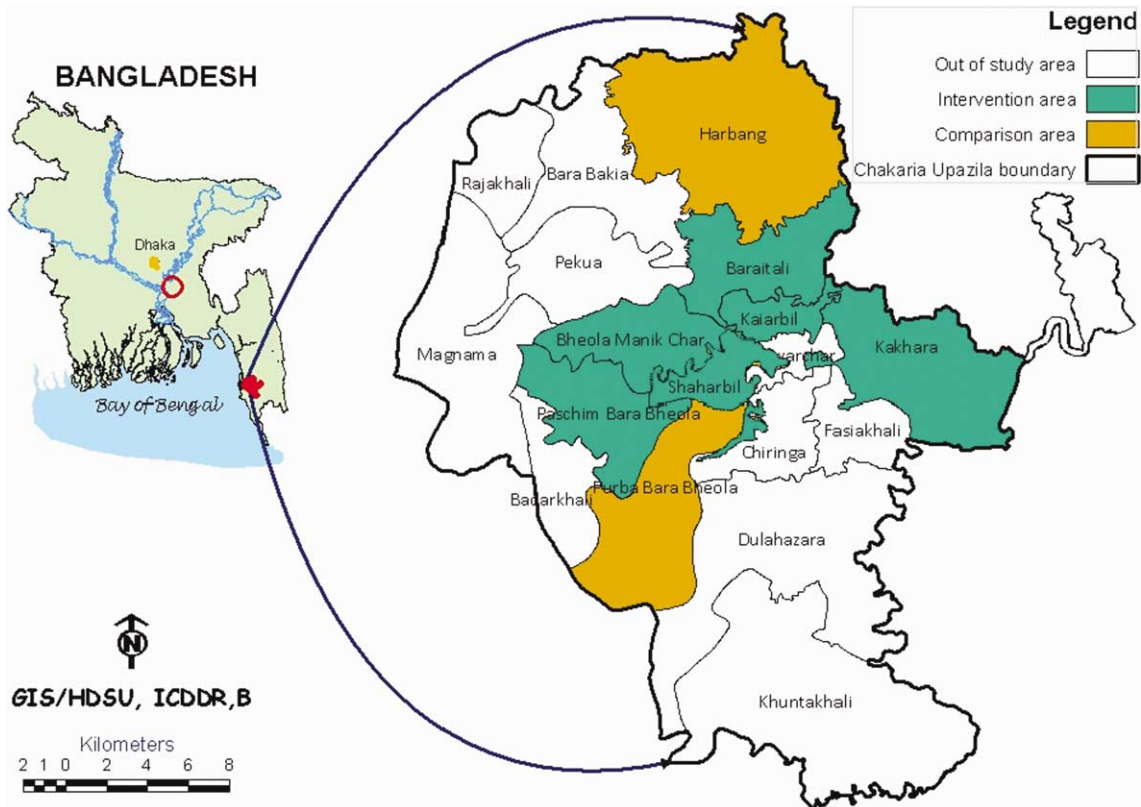 BANGLADESH
Dhaka
Bay of Bengal
N
GIS/HDSU, ICDDR,B
Kilometers
2 1 0 2 4 6 8
Legend
Out of study area
Intervention area
Comparison area
Chakaria Upazila boundary
Harbang
Rajakhali
Bara Bakia
Pekua
Baraitali
Kaiarbil
Magnama
Bheola Manik Char
warchar
Kakhara
Shaharbil
Paschim Bara Bheola
Fasiakhali
Chiringa
Purba Bara Bheola
Badarkhali
Dulahazara
Khuntakhali